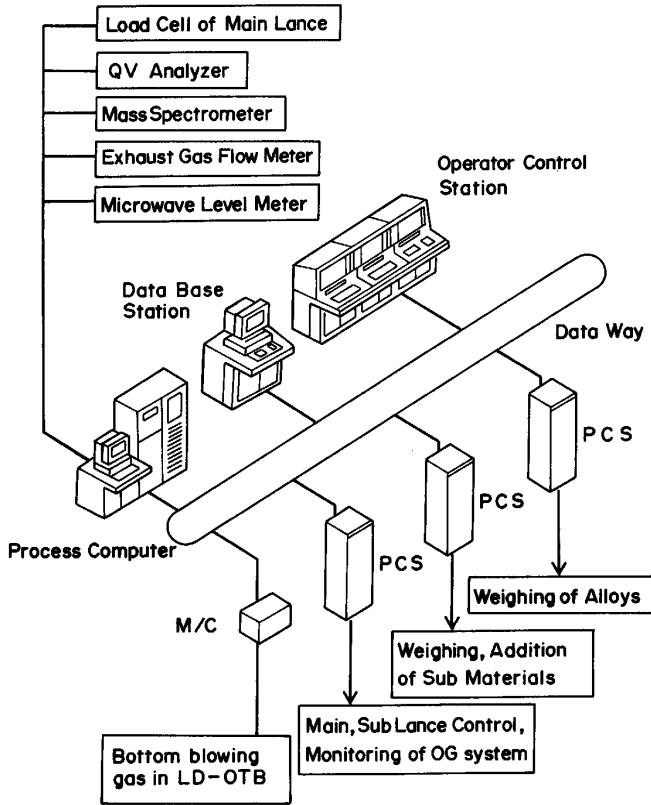 Load Cell of Main Lance
QV Analyzer
Mass Spectrometer
Exhaust Gas Flow Meter
Microwave Level Meter
Operator Control
Station
Data Base
Station
Data Way
PCS
PCS
PCS
Process Computer
M/C
Weighing of Alloys
Weighing, Addition
of Sub Materials
Main, Sub Lance Control,
Monitoring of OG system
Bottom blowing
gas in LD-OTB